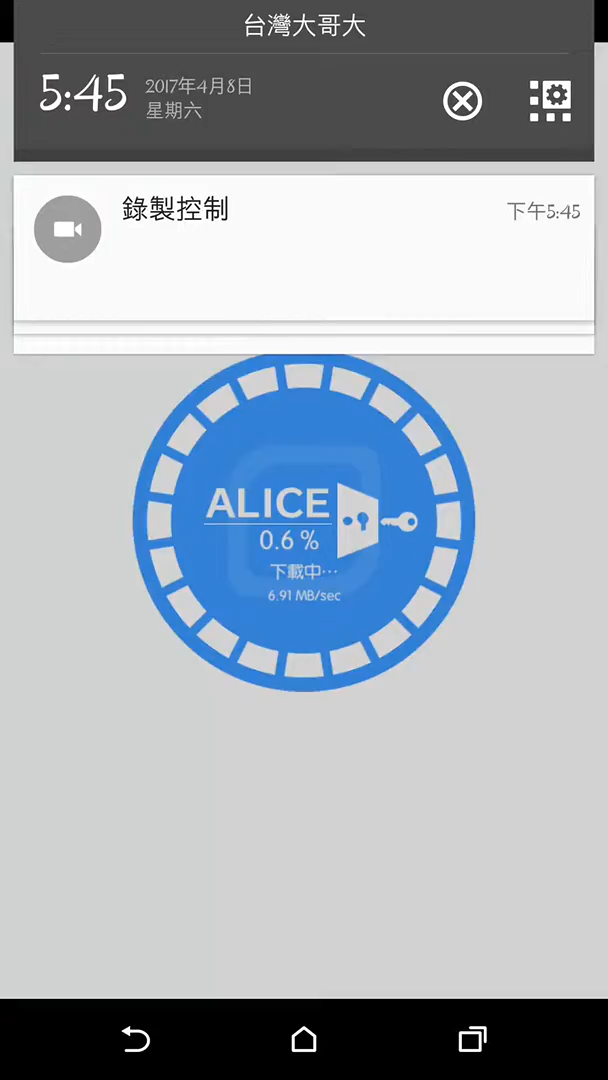 台灣大哥大
5:45
2017年4月8日
星期六
錄製控制
下午5:45
ALICE
0.6 %
下載中…
6.91 MB/sec